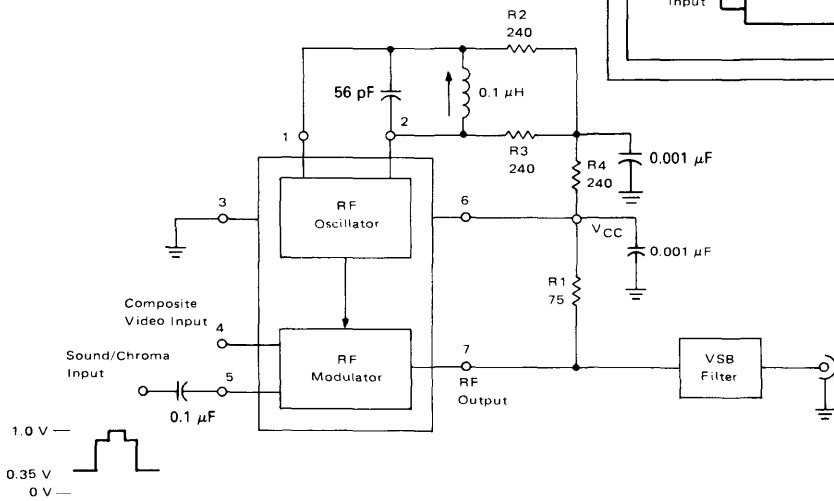 Input
R2
240
56 pF
0.1 µH
1
2
R3
240
R4
240
0.001 µF
3
RF
Oscillator
6
VCC
0.001 µF
R1
75
Composite
Video Input
4
Sound/Chroma
Input
5
0.1 µF
RF
Modulator
7
RF
Output
VSB
Filter
1.0 V
0.35 V
0 V